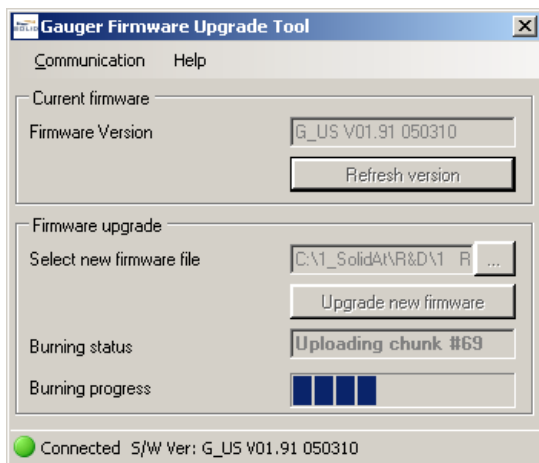 SOLID Gauger Firmware Upgrade Tool
Communication Help
Current firmware
Firmware Version G_US V01.91 050310
Refresh version
Firmware upgrade
Select new firmware file C:\1_SolidAt\R&D\1 R ...
Upgrade new firmware
Burning status Uploading chunk #69
Burning progress
Connected S/W Ver: G_US V01.91 050310